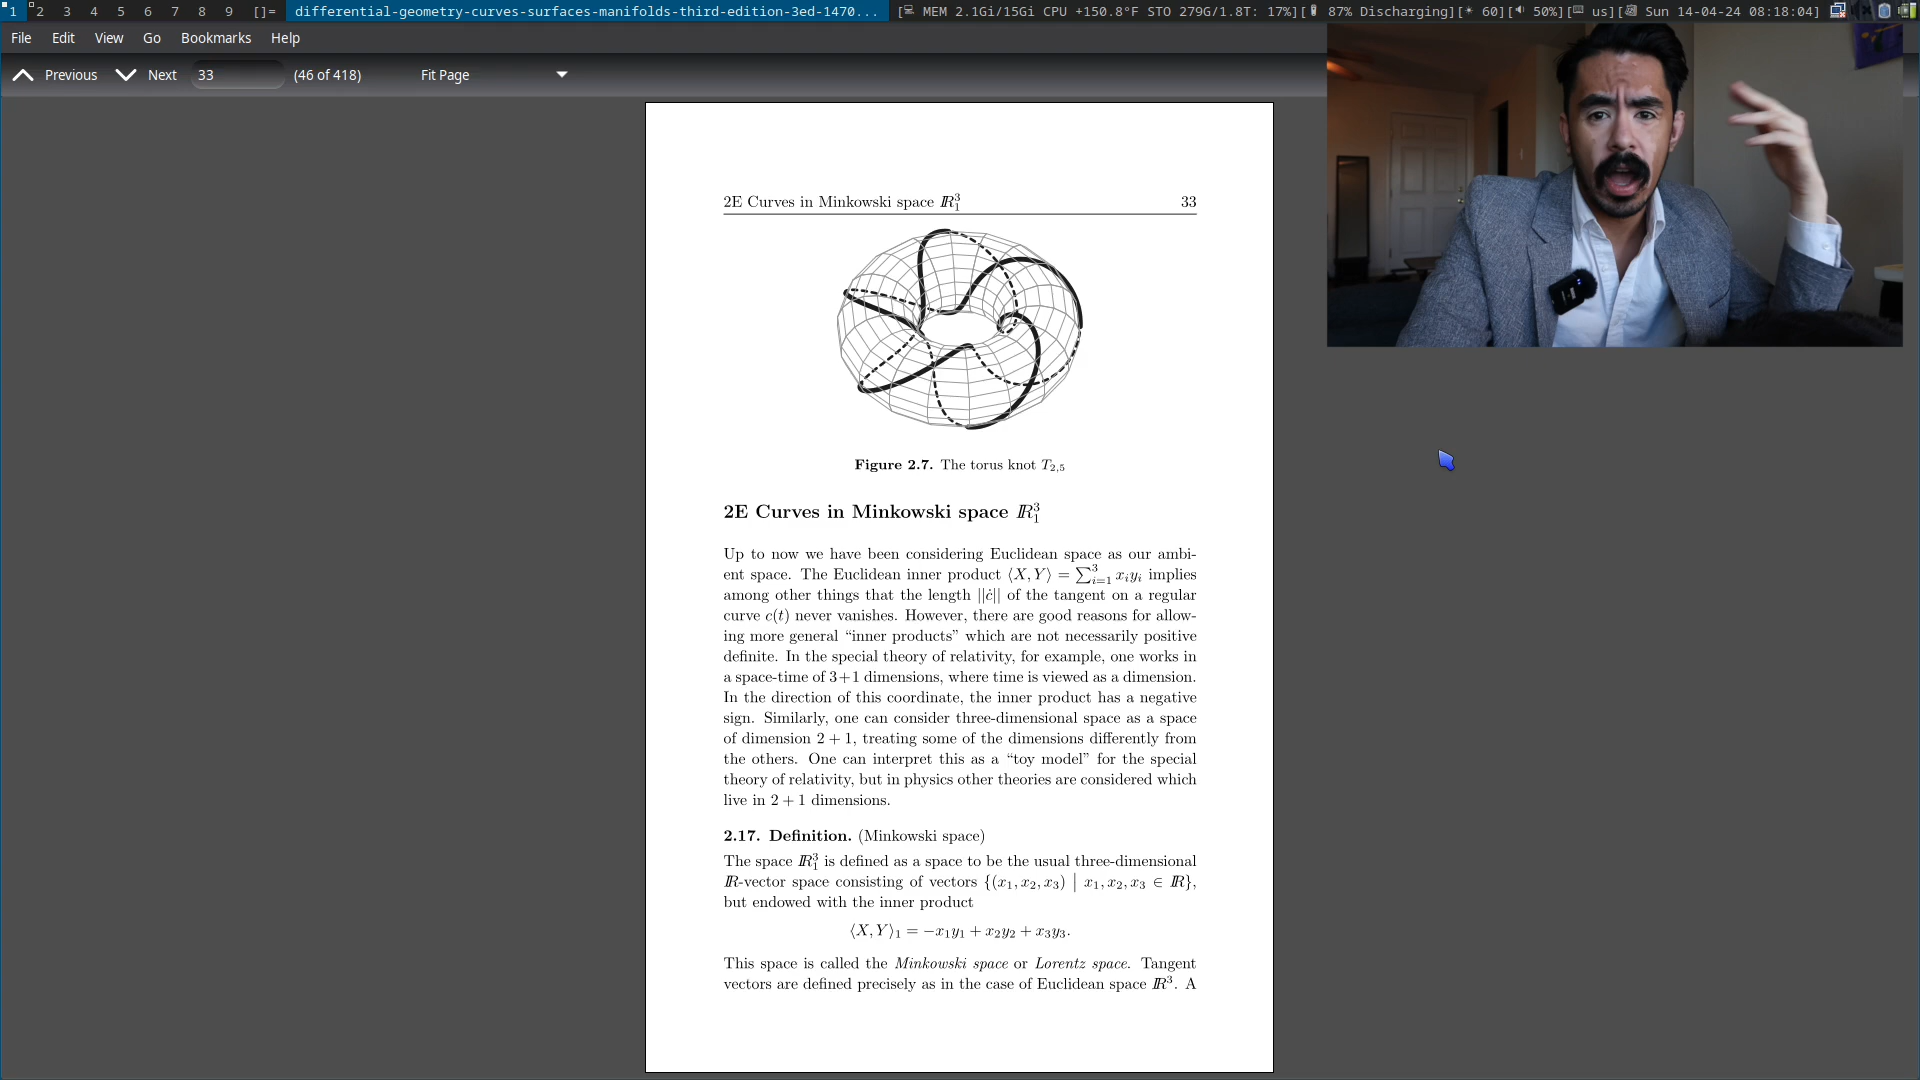 1 2 3 4 5 6 7 8 9 []= differential-geometry-curves-surfaces-manifolds-third-edition-3ed-1470... [ MEM 2.1Gi/15Gi CPU +150.8°F STO 279G/1.8T: 17%][ 87% Discharging][ 60][ 50%][ us][ Sun 14-04-24 08:18:04]
File Edit View Go Bookmarks Help
Previous Next 33 (46 of 418) Fit Page
2E Curves in Minkowski space ℝ³₁ 33
Figure 2.7. The torus knot T₂,₅
2E Curves in Minkowski space ℝ³₁
Up to now we have been considering Euclidean space as our ambi-
ent space. The Euclidean inner product ⟨X, Y⟩ = ∑³ᵢ₌₁ xᵢyᵢ implies
among other things that the length ||ċ|| of the tangent on a regular
curve c(t) never vanishes. However, there are good reasons for allow-
ing more general “inner products” which are not necessarily positive
definite. In the special theory of relativity, for example, one works in
a space-time of 3+1 dimensions, where time is viewed as a dimension.
In the direction of this coordinate, the inner product has a negative
sign. Similarly, one can consider three-dimensional space as a space
of dimension 2 + 1, treating some of the dimensions differently from
the others. One can interpret this as a “toy model” for the special
theory of relativity, but in physics other theories are considered which
live in 2 + 1 dimensions.
2.17. Definition. (Minkowski space)
The space ℝ³₁ is defined as a space to be the usual three-dimensional
ℝ-vector space consisting of vectors {(x₁, x₂, x₃) | x₁, x₂, x₃ ∈ ℝ},
but endowed with the inner product
⟨X, Y⟩₁ = −x₁y₁ + x₂y₂ + x₃y₃.
This space is called the Minkowski space or Lorentz space. Tangent
vectors are defined precisely as in the case of Euclidean space ℝ³. A